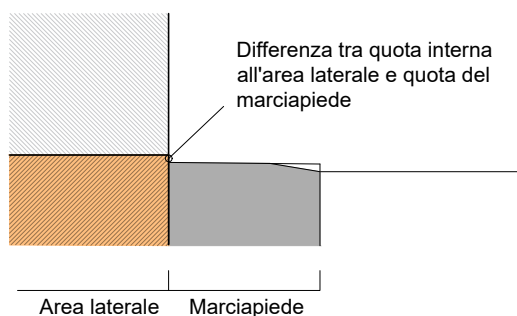 Differenza tra quota interna
all'area laterale e quota del
marciapiede
Area laterale
Marciapiede